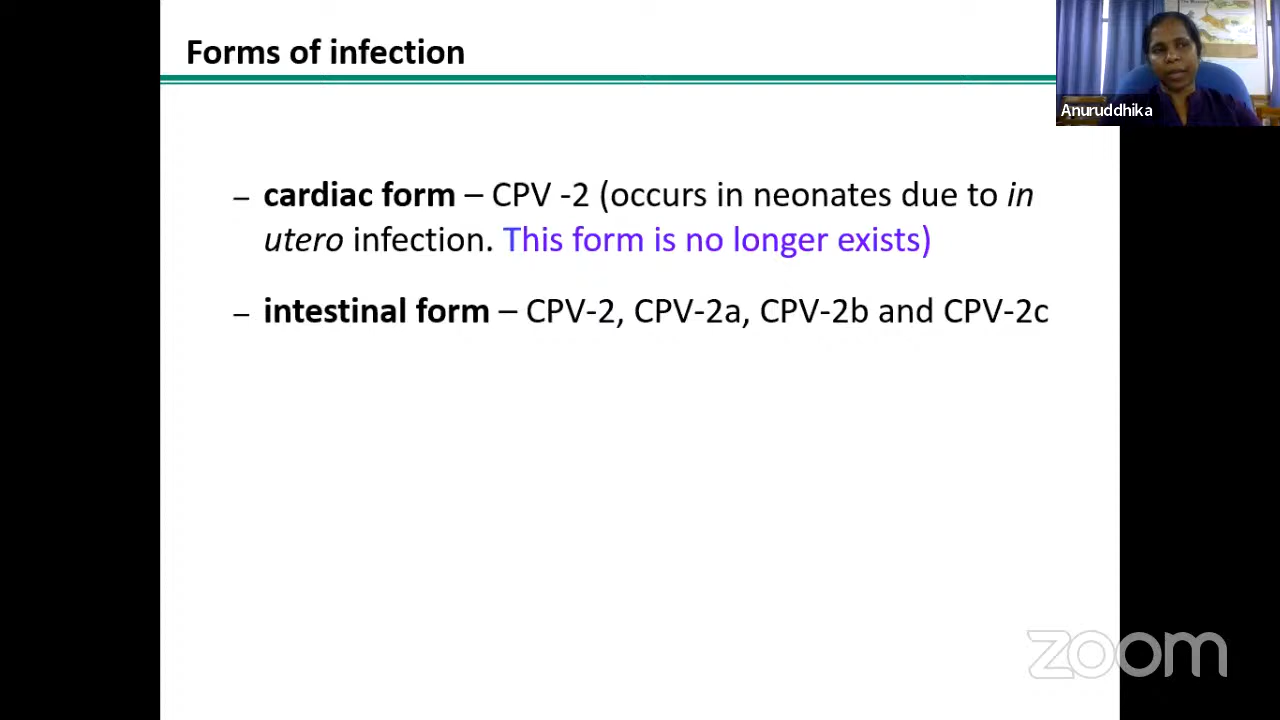 Forms of infection
Anuruddhika
– cardiac form – CPV -2 (occurs in neonates due to in
utero infection. This form is no longer exists)
– intestinal form – CPV-2, CPV-2a, CPV-2b and CPV-2c
zoom